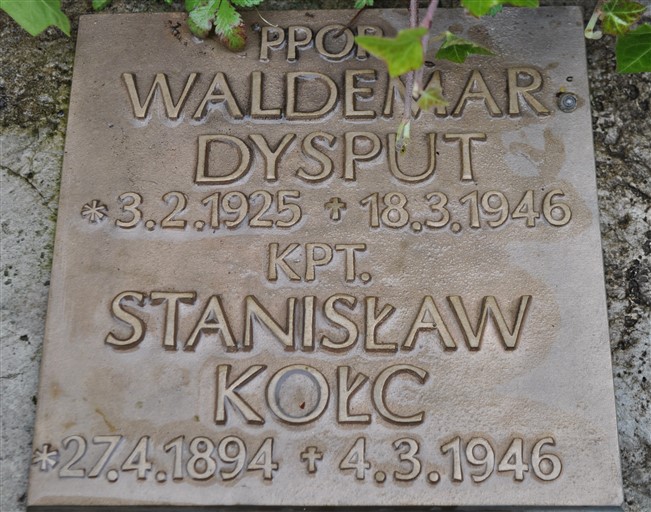 PPOR
WALDEMAR
DYSPUT
*3.2.1925 ✝ 18.3.1946
KPT.
STANISŁAW
KOŁC
*27.4.1894 ✝ 4.3.1946